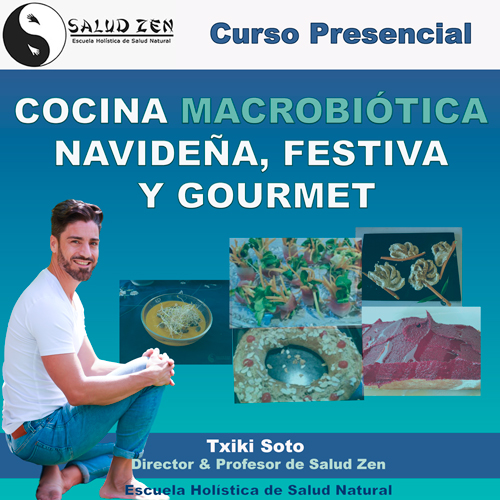 SALUD ZEN
Escuela Holística de Salud Natural
Curso Presencial
COCINA MACROBIÓTICA
NAVIDEÑA, FESTIVA
Y GOURMET
Txiki Soto
Director & Profesor de Salud Zen
Escuela Holística de Salud Natural